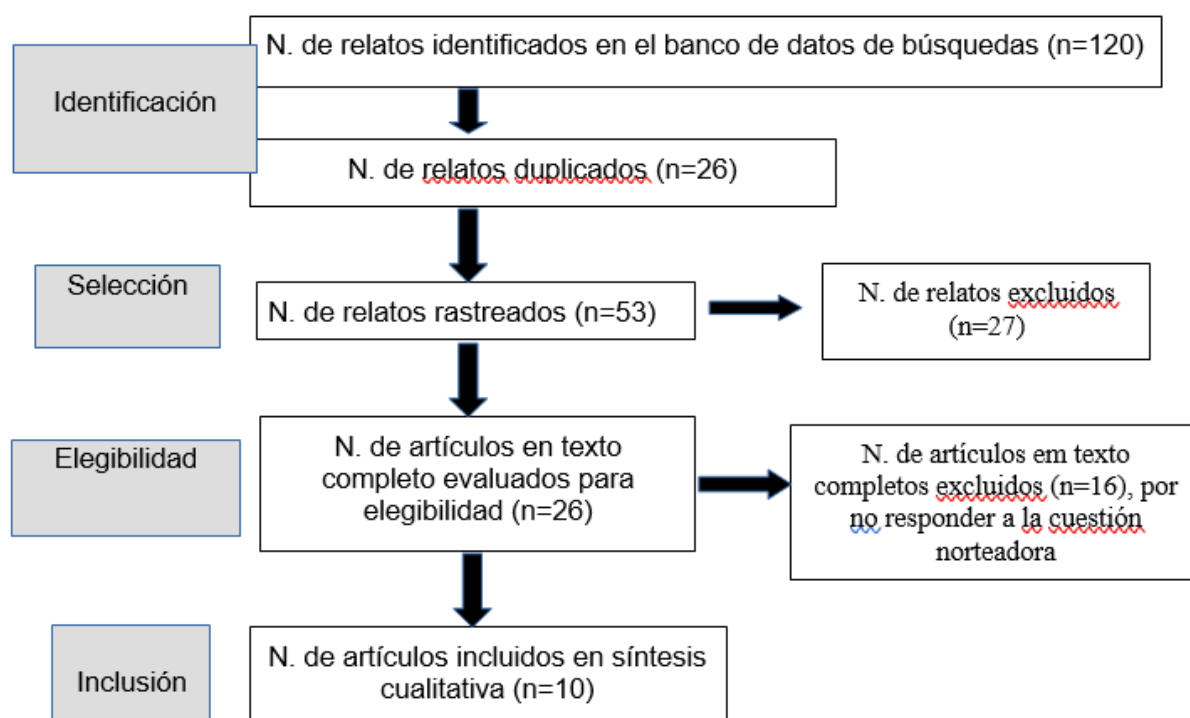 N. de relatos identificados en el banco de datos de búsquedas (n=120)
Identificación
N. de relatos duplicados (n=26)
Selección
N. de relatos rastreados (n=53)
N. de relatos excluidos
(n=27)
Elegibilidad
N. de artículos en texto
completo evaluados para
elegibilidad (n=26)
N. de artículos em texto
completos excluidos (n=16), por
no responder a la cuestión
norteadora
Inclusión
N. de artículos incluidos en síntesis
cualitativa (n=10)